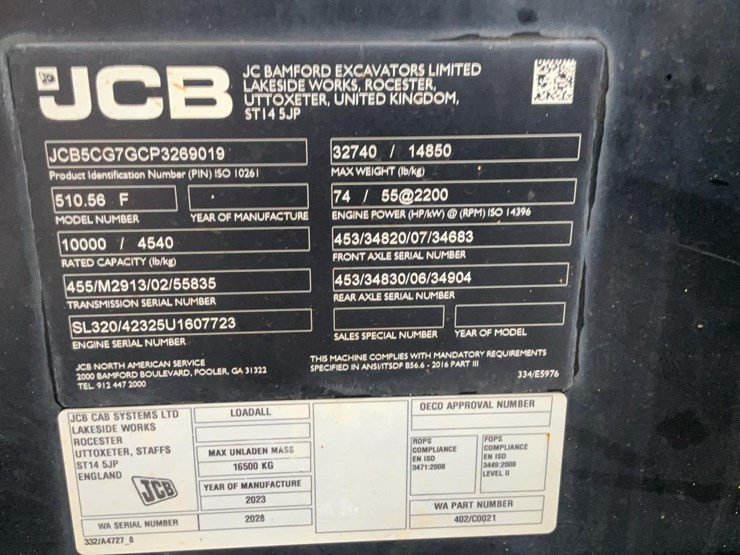 JCB
JC BAMFORD EXCAVATORS LIMITED
LAKESIDE WORKS, ROCESTER,
UTTOXETER, UNITED KINGDOM,
ST14 5JP
JCB5CG7GCP3269019
Product Identification Number (PIN) ISO 10261
510.56 F
MODEL NUMBER
YEAR OF MANUFACTURE
10000 / 4540
RATED CAPACITY (lb/kg)
455/M2913/02/55835
TRANSMISSION SERIAL NUMBER
SL320/42325U1607723
ENGINE SERIAL NUMBER
32740 / 14850
MAX WEIGHT (lb/kg)
74 / 55@2200
ENGINE POWER (HP/kW) @ (RPM) ISO 14396
453/34820/07/34683
FRONT AXLE SERIAL NUMBER
453/34830/06/34904
REAR AXLE SERIAL NUMBER
SALES SPECIAL NUMBER
YEAR OF MODEL
JCB NORTH AMERICAN SERVICE
2000 BAMFORD BOULEVARD, POOLER, GA 31322
TEL. 912 447 2000
THIS MACHINE COMPLIES WITH MANDATORY REQUIREMENTS
SPECIFIED IN ANSI/ITSDF B56.6 - 2016 PART III
334/E5976
JCB CAB SYSTEMS LTD
LAKESIDE WORKS
ROCESTER
UTTOXETER, STAFFS
ST14 5JP
ENGLAND
JCB
WA SERIAL NUMBER
332/A4727_8
LOADALL
MAX UNLADEN MASS
16500 KG
YEAR OF MANUFACTURE
2023
2028
OECD APPROVAL NUMBER
ROPS
COMPLIANCE
EN ISO
3471:2008
FOPS
COMPLIANCE
EN ISO
3449:2008
LEVEL II
WA PART NUMBER
402/C0021